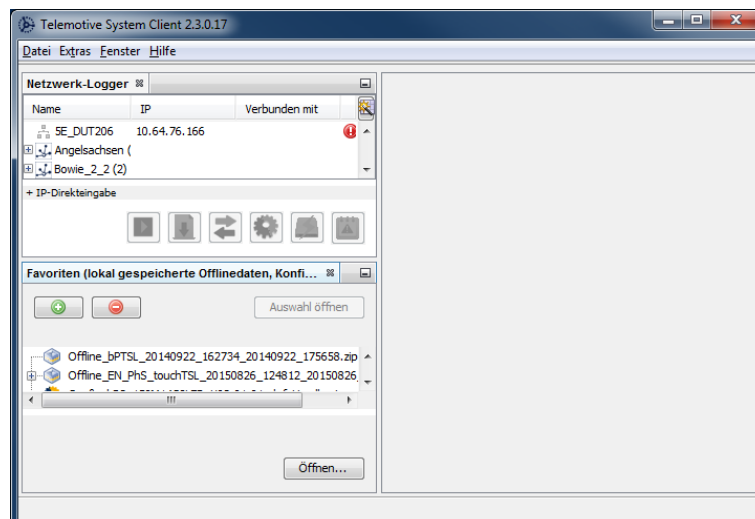 Telemotive System Client 2.3.0.17
Datei Extras Fenster Hilfe
Netzwerk-Logger
Name IP Verbunden mit
5E_DUT206 10.64.76.166
Angelsachsen (
Bowie_2_2 (2)
+ IP-Direkteingabe
Favoriten (lokal gespeicherte Offlinedaten, Konfi...
Auswahl öffnen
Offline_bPTSL_20140922_162734_20140922_175658.zip
Offline_EN_PhS_touchTSL_20150826_124812_20150826_
Öffnen...